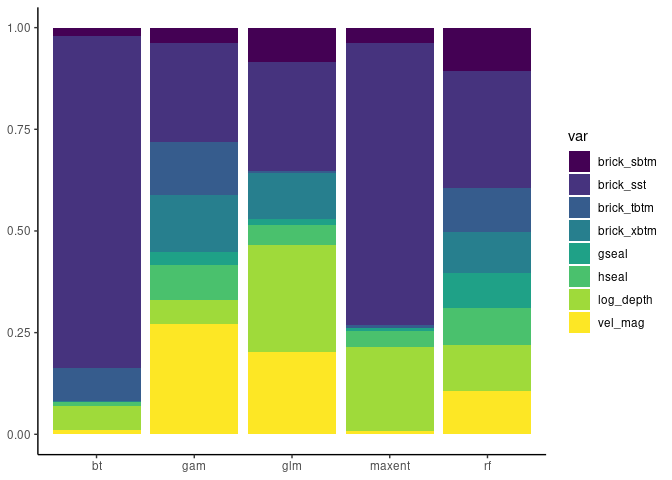 1.00
0.75
0.50
0.25
0.00
bt gam glm maxent rf
var
brick_sbtm
brick_sst
brick_tbtm
brick_xbtm
gseal
hseal
log_depth
vel_mag